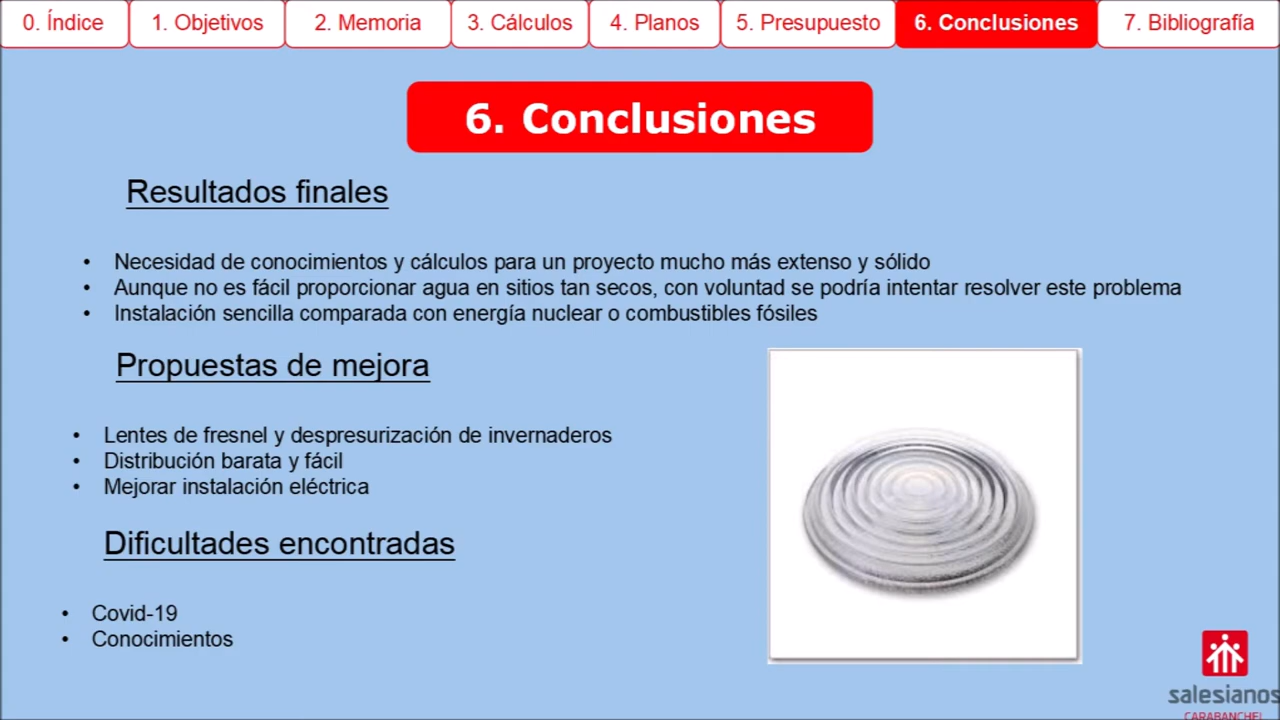 0. Índice
1. Objetivos
2. Memoria
3. Cálculos
4. Planos
5. Presupuesto
6. Conclusiones
7. Bibliografía
6. Conclusiones
Resultados finales
• Necesidad de conocimientos y cálculos para un proyecto mucho más extenso y sólido
• Aunque no es fácil proporcionar agua en sitios tan secos, con voluntad se podría intentar resolver este problema
• Instalación sencilla comparada con energía nuclear o combustibles fósiles
Propuestas de mejora
• Lentes de fresnel y despresurización de invernaderos
• Distribución barata y fácil
• Mejorar instalación eléctrica
Dificultades encontradas
• Covid-19
• Conocimientos
salesianos
CARABANCHEL